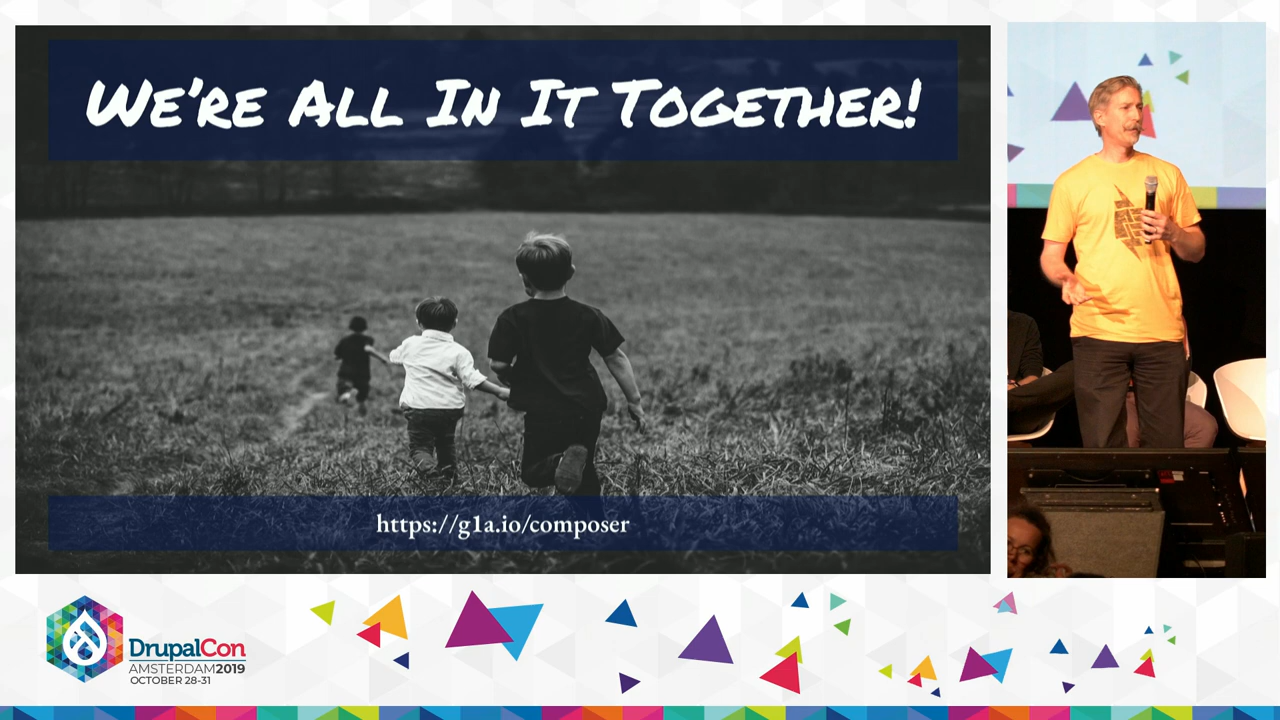 We're All In It Together!
https://g1a.io/composer
DrupalCon
AMSTERDAM2019
OCTOBER 28-31